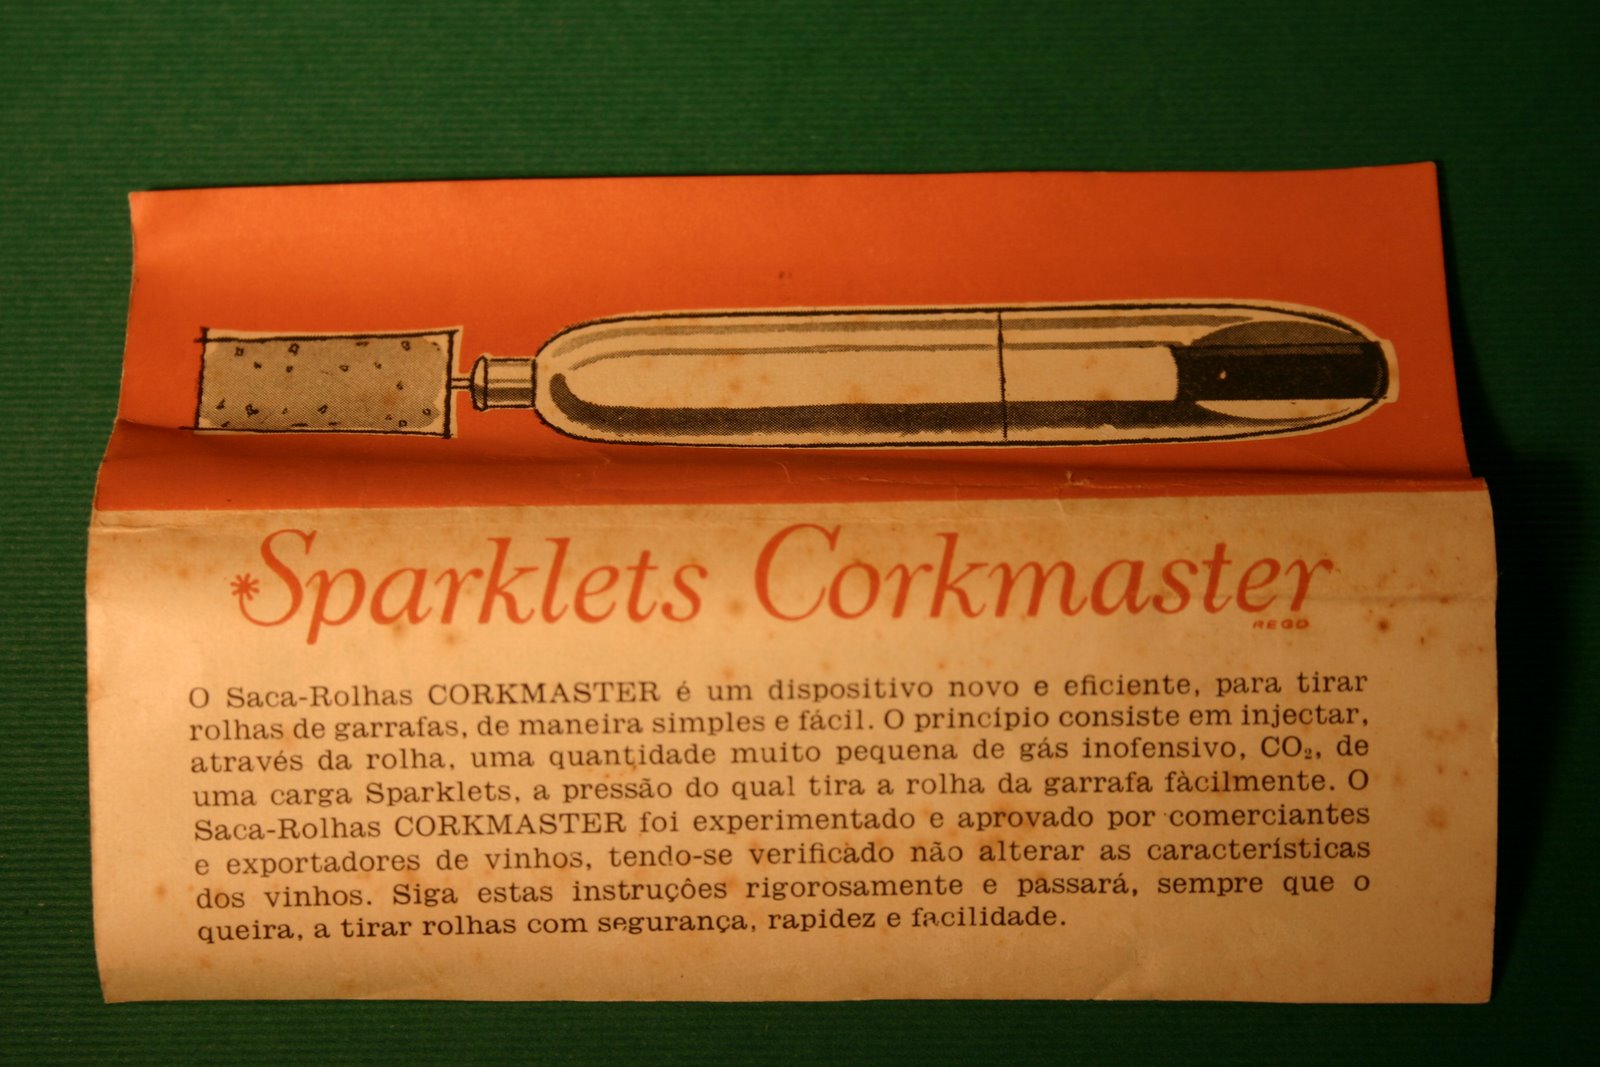 *Sparklets Corkmaster
REGD
O Saca-Rolhas CORKMASTER é um dispositivo novo e eficiente, para tirar
rolhas de garrafas, de maneira simples e fácil. O princípio consiste em injectar,
através da rolha, uma quantidade muito pequena de gás inofensivo, CO₂, de
uma carga Sparklets, a pressão do qual tira a rolha da garrafa fàcilmente. O
Saca-Rolhas CORKMASTER foi experimentado e aprovado por comerciantes
e exportadores de vinhos, tendo-se verificado não alterar as características
dos vinhos. Siga estas instruções rigorosamente e passará, sempre que o
queira, a tirar rolhas com segurança, rapidez e facilidade.